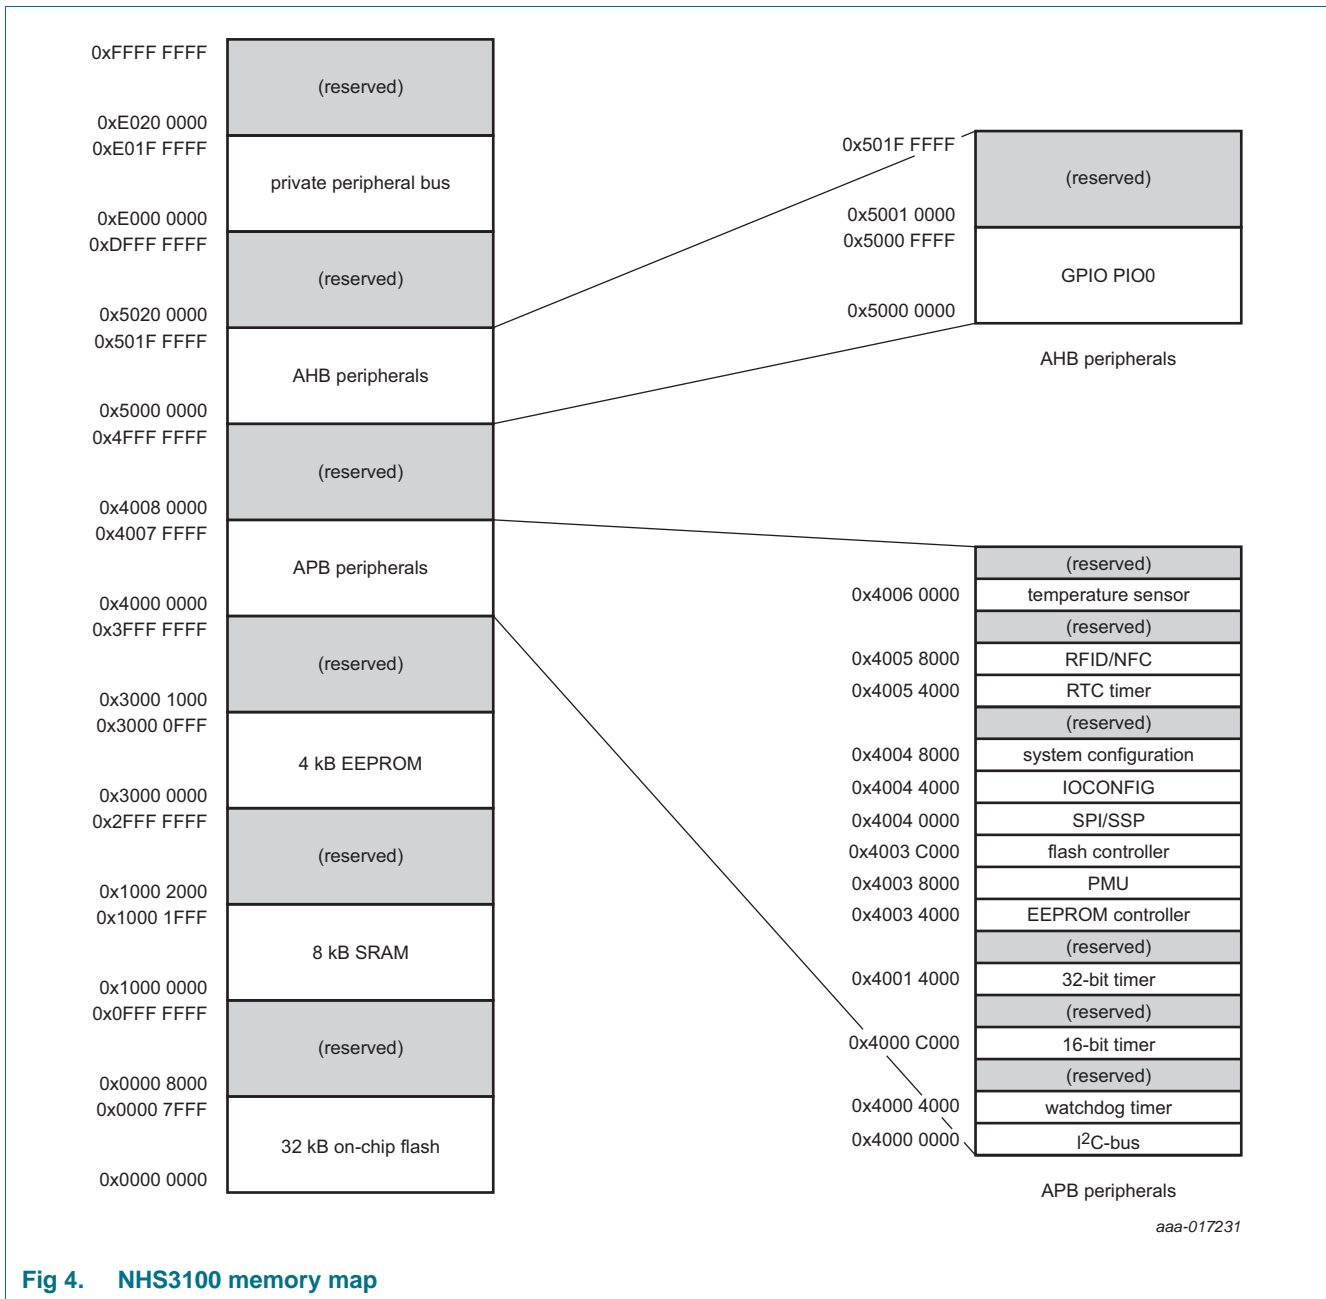 0xFFFF FFFF
(reserved)
0xE020 0000
0xE01F FFFF
private peripheral bus
0xE000 0000
0xDFFF FFFF
(reserved)
0x5020 0000
0x501F FFFF
AHB peripherals
0x5000 0000
0x4FFF FFFF
(reserved)
0x4008 0000
0x4007 FFFF
APB peripherals
0x4000 0000
0x3FFF FFFF
(reserved)
0x3000 1000
0x3000 0FFF
4 kB EEPROM
0x3000 0000
0x2FFF FFFF
(reserved)
0x1000 2000
0x1000 1FFF
8 kB SRAM
0x1000 0000
0x0FFF FFFF
(reserved)
0x0000 8000
0x0000 7FFF
32 kB on-chip flash
0x0000 0000
0x501F FFFF
(reserved)
0x5001 0000
0x5000 FFFF
GPIO PIO0
0x5000 0000
AHB peripherals
(reserved)
0x4006 0000 temperature sensor
(reserved)
0x4005 8000 RFID/NFC
0x4005 4000 RTC timer
(reserved)
0x4004 8000 system configuration
0x4004 4000 IOCONFIG
0x4004 0000 SPI/SSP
0x4003 C000 flash controller
0x4003 8000 PMU
0x4003 4000 EEPROM controller
(reserved)
0x4001 4000 32-bit timer
(reserved)
0x4000 C000 16-bit timer
(reserved)
0x4000 4000 watchdog timer
0x4000 0000 I2C-bus
APB peripherals
aaa-017231
Fig 4. NHS3100 memory map